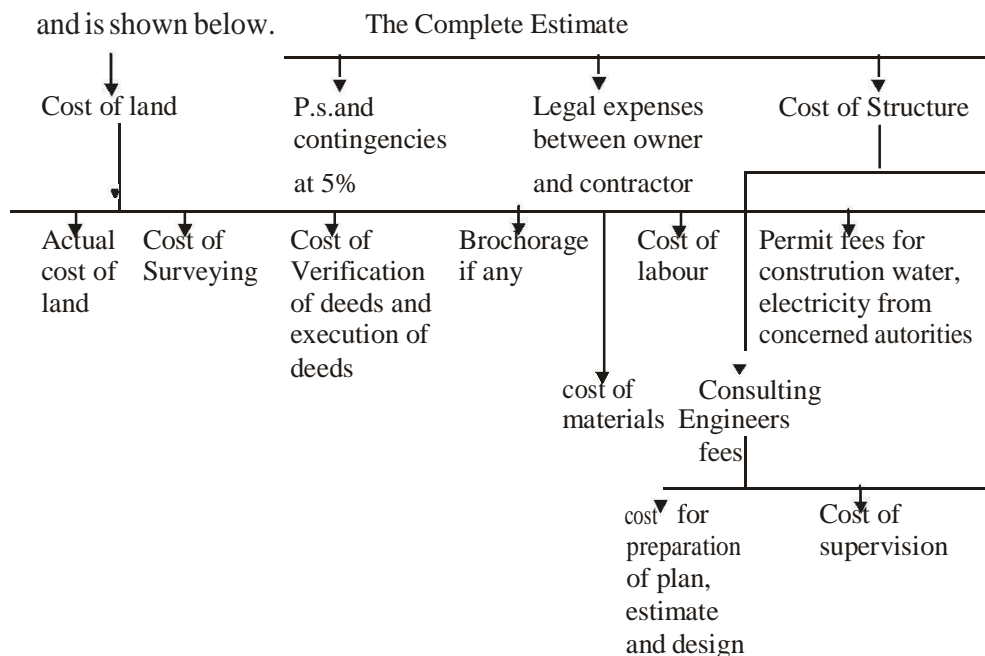 and is shown below.
The Complete Estimate
Cost of land
P.s.and
contingencies
at 5%
Legal expenses
between owner
and contractor
Cost of Structure
Actual
cost of
land
Cost of
Surveying
Cost of
Verification
of deeds and
execution of
deeds
Brochorage
if any
cost of
materials
Cost of
labour
Permit fees for
constrution water,
electricity from
concerned autorities
Consulting
Engineers
fees
cost for
preparation
of plan,
estimate
and design
Cost of
supervision